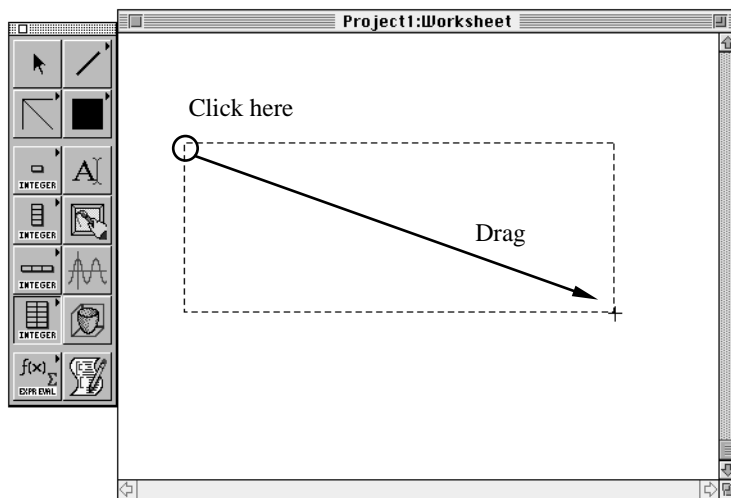 Project1:Worksheet
Click here
Drag
A
INTEGER
INTEGER
INTEGER
INTEGER
f(x) Σ
EXPR EVAL